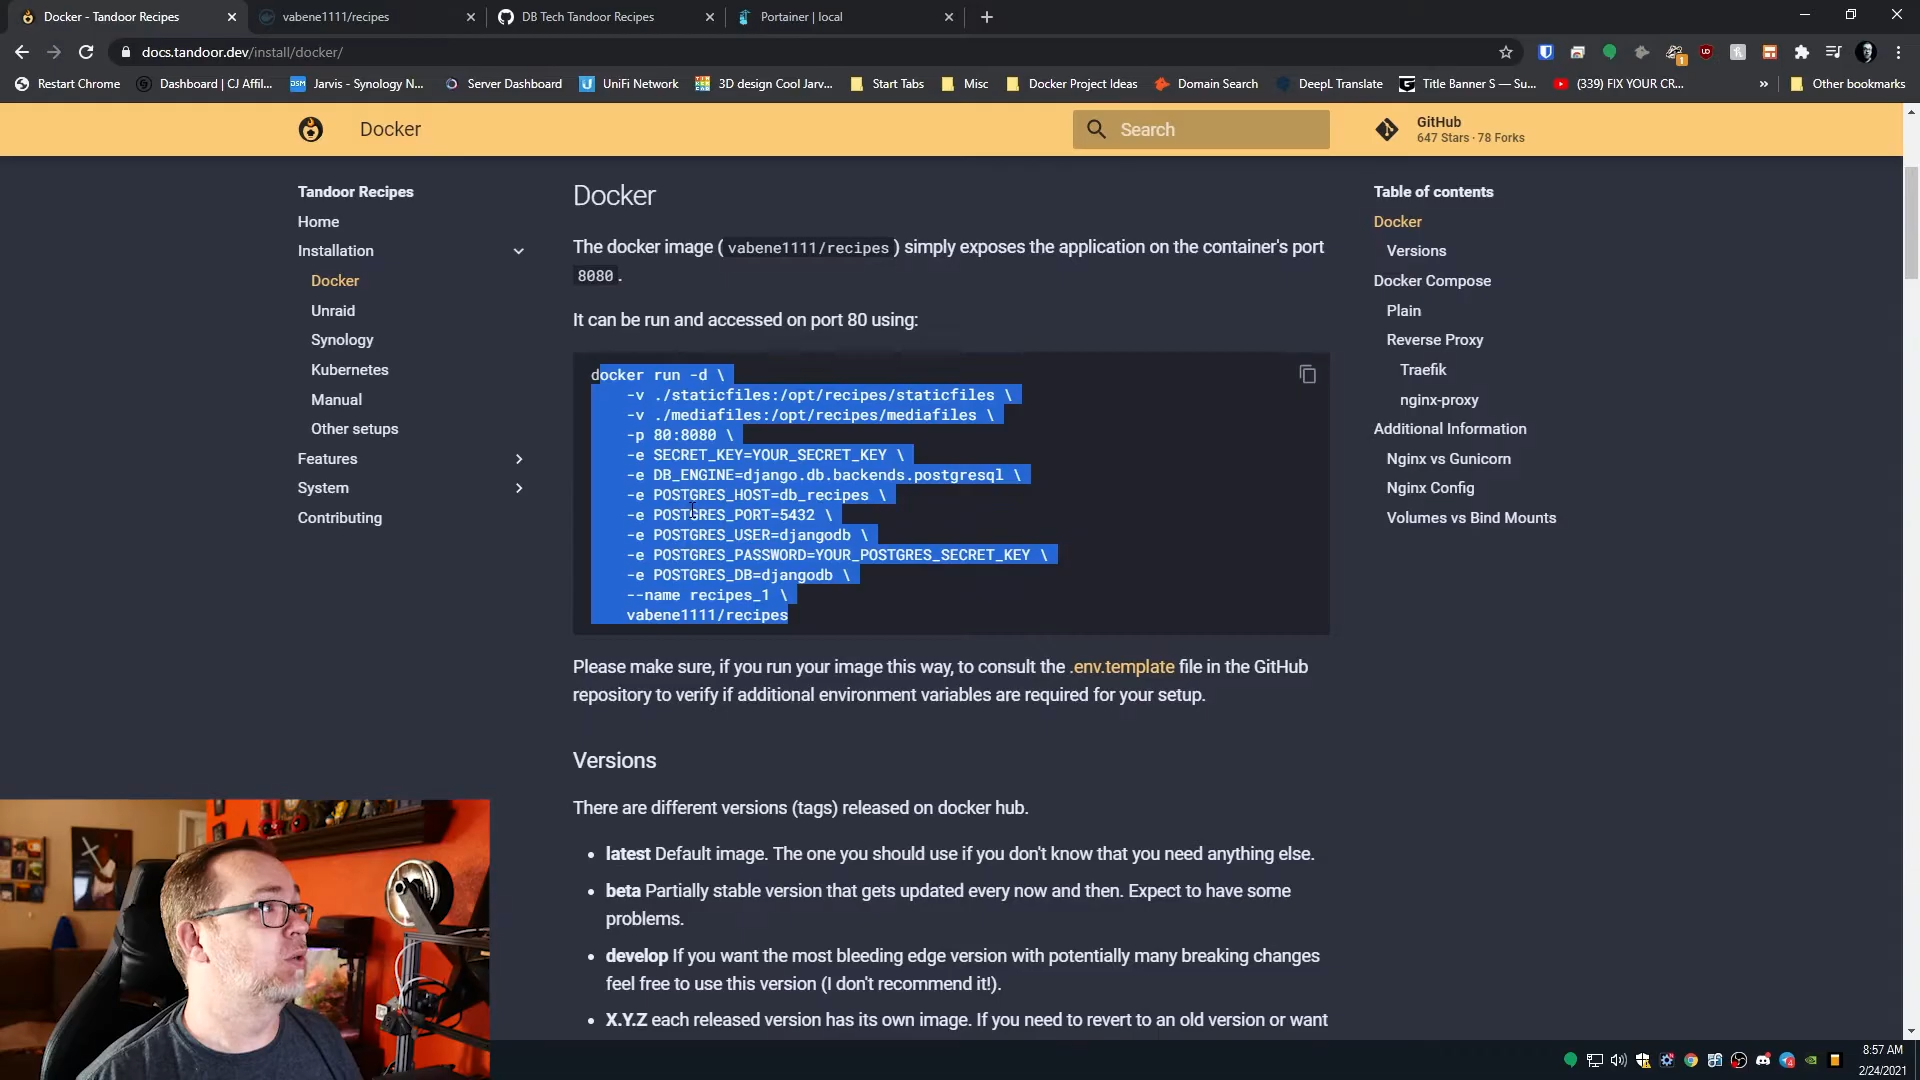 Docker - Tandoor Recipes
vabene1111/recipes
DB Tech Tandoor Recipes
Portainer | local
docs.tandoor.dev/install/docker/
Restart Chrome
Dashboard | CJ Affil...
Jarvis - Synology N...
Server Dashboard
UniFi Network
3D design Cool Jarv...
Start Tabs
Misc
Docker Project Ideas
Domain Search
DeepL Translate
Title Banner S — Su...
(339) FIX YOUR CR...
»
Other bookmarks
Docker
Search
GitHub
647 Stars · 78 Forks
Tandoor Recipes
Home
Installation
Docker
Unraid
Synology
Kubernetes
Manual
Other setups
Features
System
Contributing
Docker
The docker image ( vabene1111/recipes ) simply exposes the application on the container's port
8080 .
It can be run and accessed on port 80 using:
docker run -d \
-v ./staticfiles:/opt/recipes/staticfiles \
-v ./mediafiles:/opt/recipes/mediafiles \
-p 80:8080 \
-e SECRET_KEY=YOUR_SECRET_KEY \
-e DB_ENGINE=django.db.backends.postgresql \
-e POSTGRES_HOST=db_recipes \
-e POSTGRES_PORT=5432 \
-e POSTGRES_USER=djangodb \
-e POSTGRES_PASSWORD=YOUR_POSTGRES_SECRET_KEY \
-e POSTGRES_DB=djangodb \
--name recipes_1 \
vabene1111/recipes
Please make sure, if you run your image this way, to consult the .env.template file in the GitHub
repository to verify if additional environment variables are required for your setup.
Versions
There are different versions (tags) released on docker hub.
• latest Default image. The one you should use if you don't know that you need anything else.
• beta Partially stable version that gets updated every now and then. Expect to have some
problems.
• develop If you want the most bleeding edge version with potentially many breaking changes
feel free to use this version (I don't recommend it!).
• X.Y.Z each released version has its own image. If you need to revert to an old version or want
Table of contents
Docker
Versions
Docker Compose
Plain
Reverse Proxy
Traefik
nginx-proxy
Additional Information
Nginx vs Gunicorn
Nginx Config
Volumes vs Bind Mounts
8:57 AM
2/24/2021